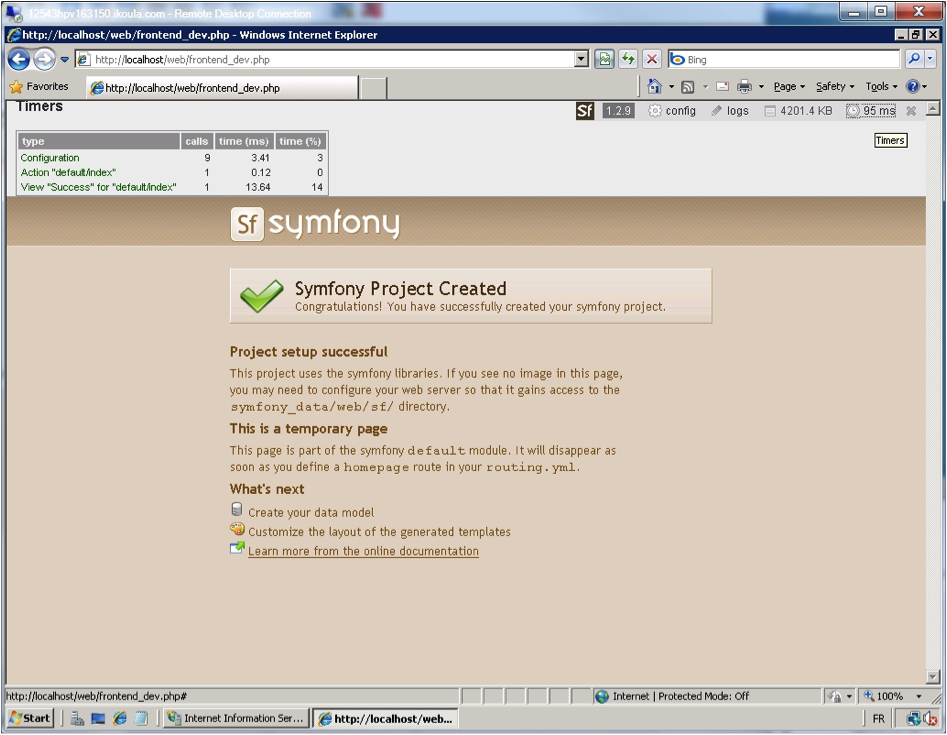 12543hpv163150.ikoula.com - Remote Desktop Connection
http://localhost/web/frontend_dev.php - Windows Internet Explorer
http://localhost/web/frontend_dev.php
Bing
Favorites
http://localhost/web/frontend_dev.php
Page
Safety
Tools
Timers
Sf 1.2.9 config logs 4201.4 KB 95 ms
type calls time (ms) time (%)
Configuration 9 3.41 3
Action "default/index" 1 0.12 0
View "Success" for "default/index" 1 13.64 14
Timers
Sf symfony
Symfony Project Created
Congratulations! You have successfully created your symfony project.
Project setup successful
This project uses the symfony libraries. If you see no image in this page,
you may need to configure your web server so that it gains access to the
symfony_data/web/sf/ directory.
This is a temporary page
This page is part of the symfony default module. It will disappear as
soon as you define a homepage route in your routing.yml.
What's next
Create your data model
Customize the layout of the generated templates
Learn more from the online documentation
http://localhost/web/frontend_dev.php#
Internet | Protected Mode: Off
100%
Start
Internet Information Ser...
http://localhost/web...
FR